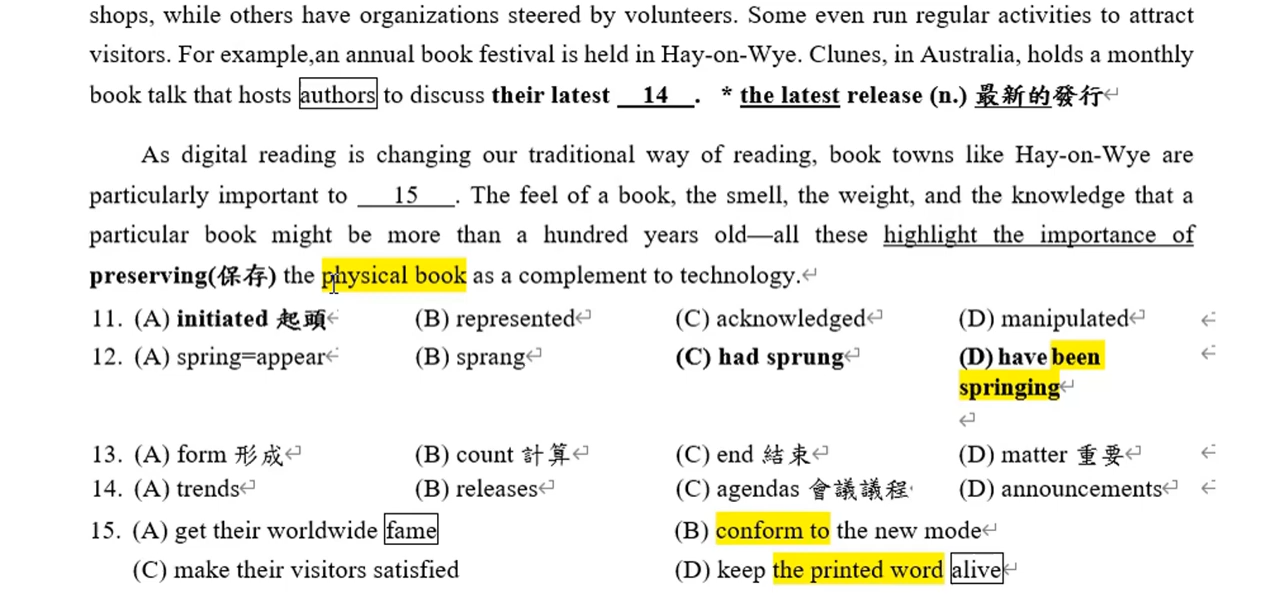 shops, while others have organizations steered by volunteers. Some even run regular activities to attract
visitors. For example,an annual book festival is held in Hay-on-Wye. Clunes, in Australia, holds a monthly
book talk that hosts authors to discuss their latest __14__. * the latest release (n.) 最新的發行
As digital reading is changing our traditional way of reading, book towns like Hay-on-Wye are
particularly important to __15__. The feel of a book, the smell, the weight, and the knowledge that a
particular book might be more than a hundred years old—all these highlight the importance of
preserving(保存) the physical book as a complement to technology.
11. (A) initiated 起頭 (B) represented (C) acknowledged (D) manipulated
12. (A) spring=appear (B) sprang (C) had sprung (D) have been
springing
13. (A) form 形成 (B) count 計算 (C) end 結束 (D) matter 重要
14. (A) trends (B) releases (C) agendas 會議議程 (D) announcements
15. (A) get their worldwide fame (B) conform to the new mode
(C) make their visitors satisfied (D) keep the printed word alive